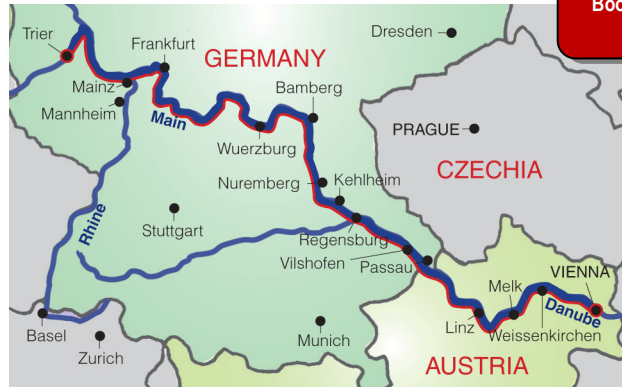 Boo
Trier
Frankfurt
Dresden
GERMANY
Mainz
Bamberg
Mannheim
Main
PRAGUE
Wuerzburg
CZECHIA
Nuremberg
Kehlheim
Rhine
Stuttgart
Regensburg
Vilshofen
Passau
VIENNA
Melk
Danube
Basel
Linz
Weissenkirchen
Munich
Zurich
AUSTRIA